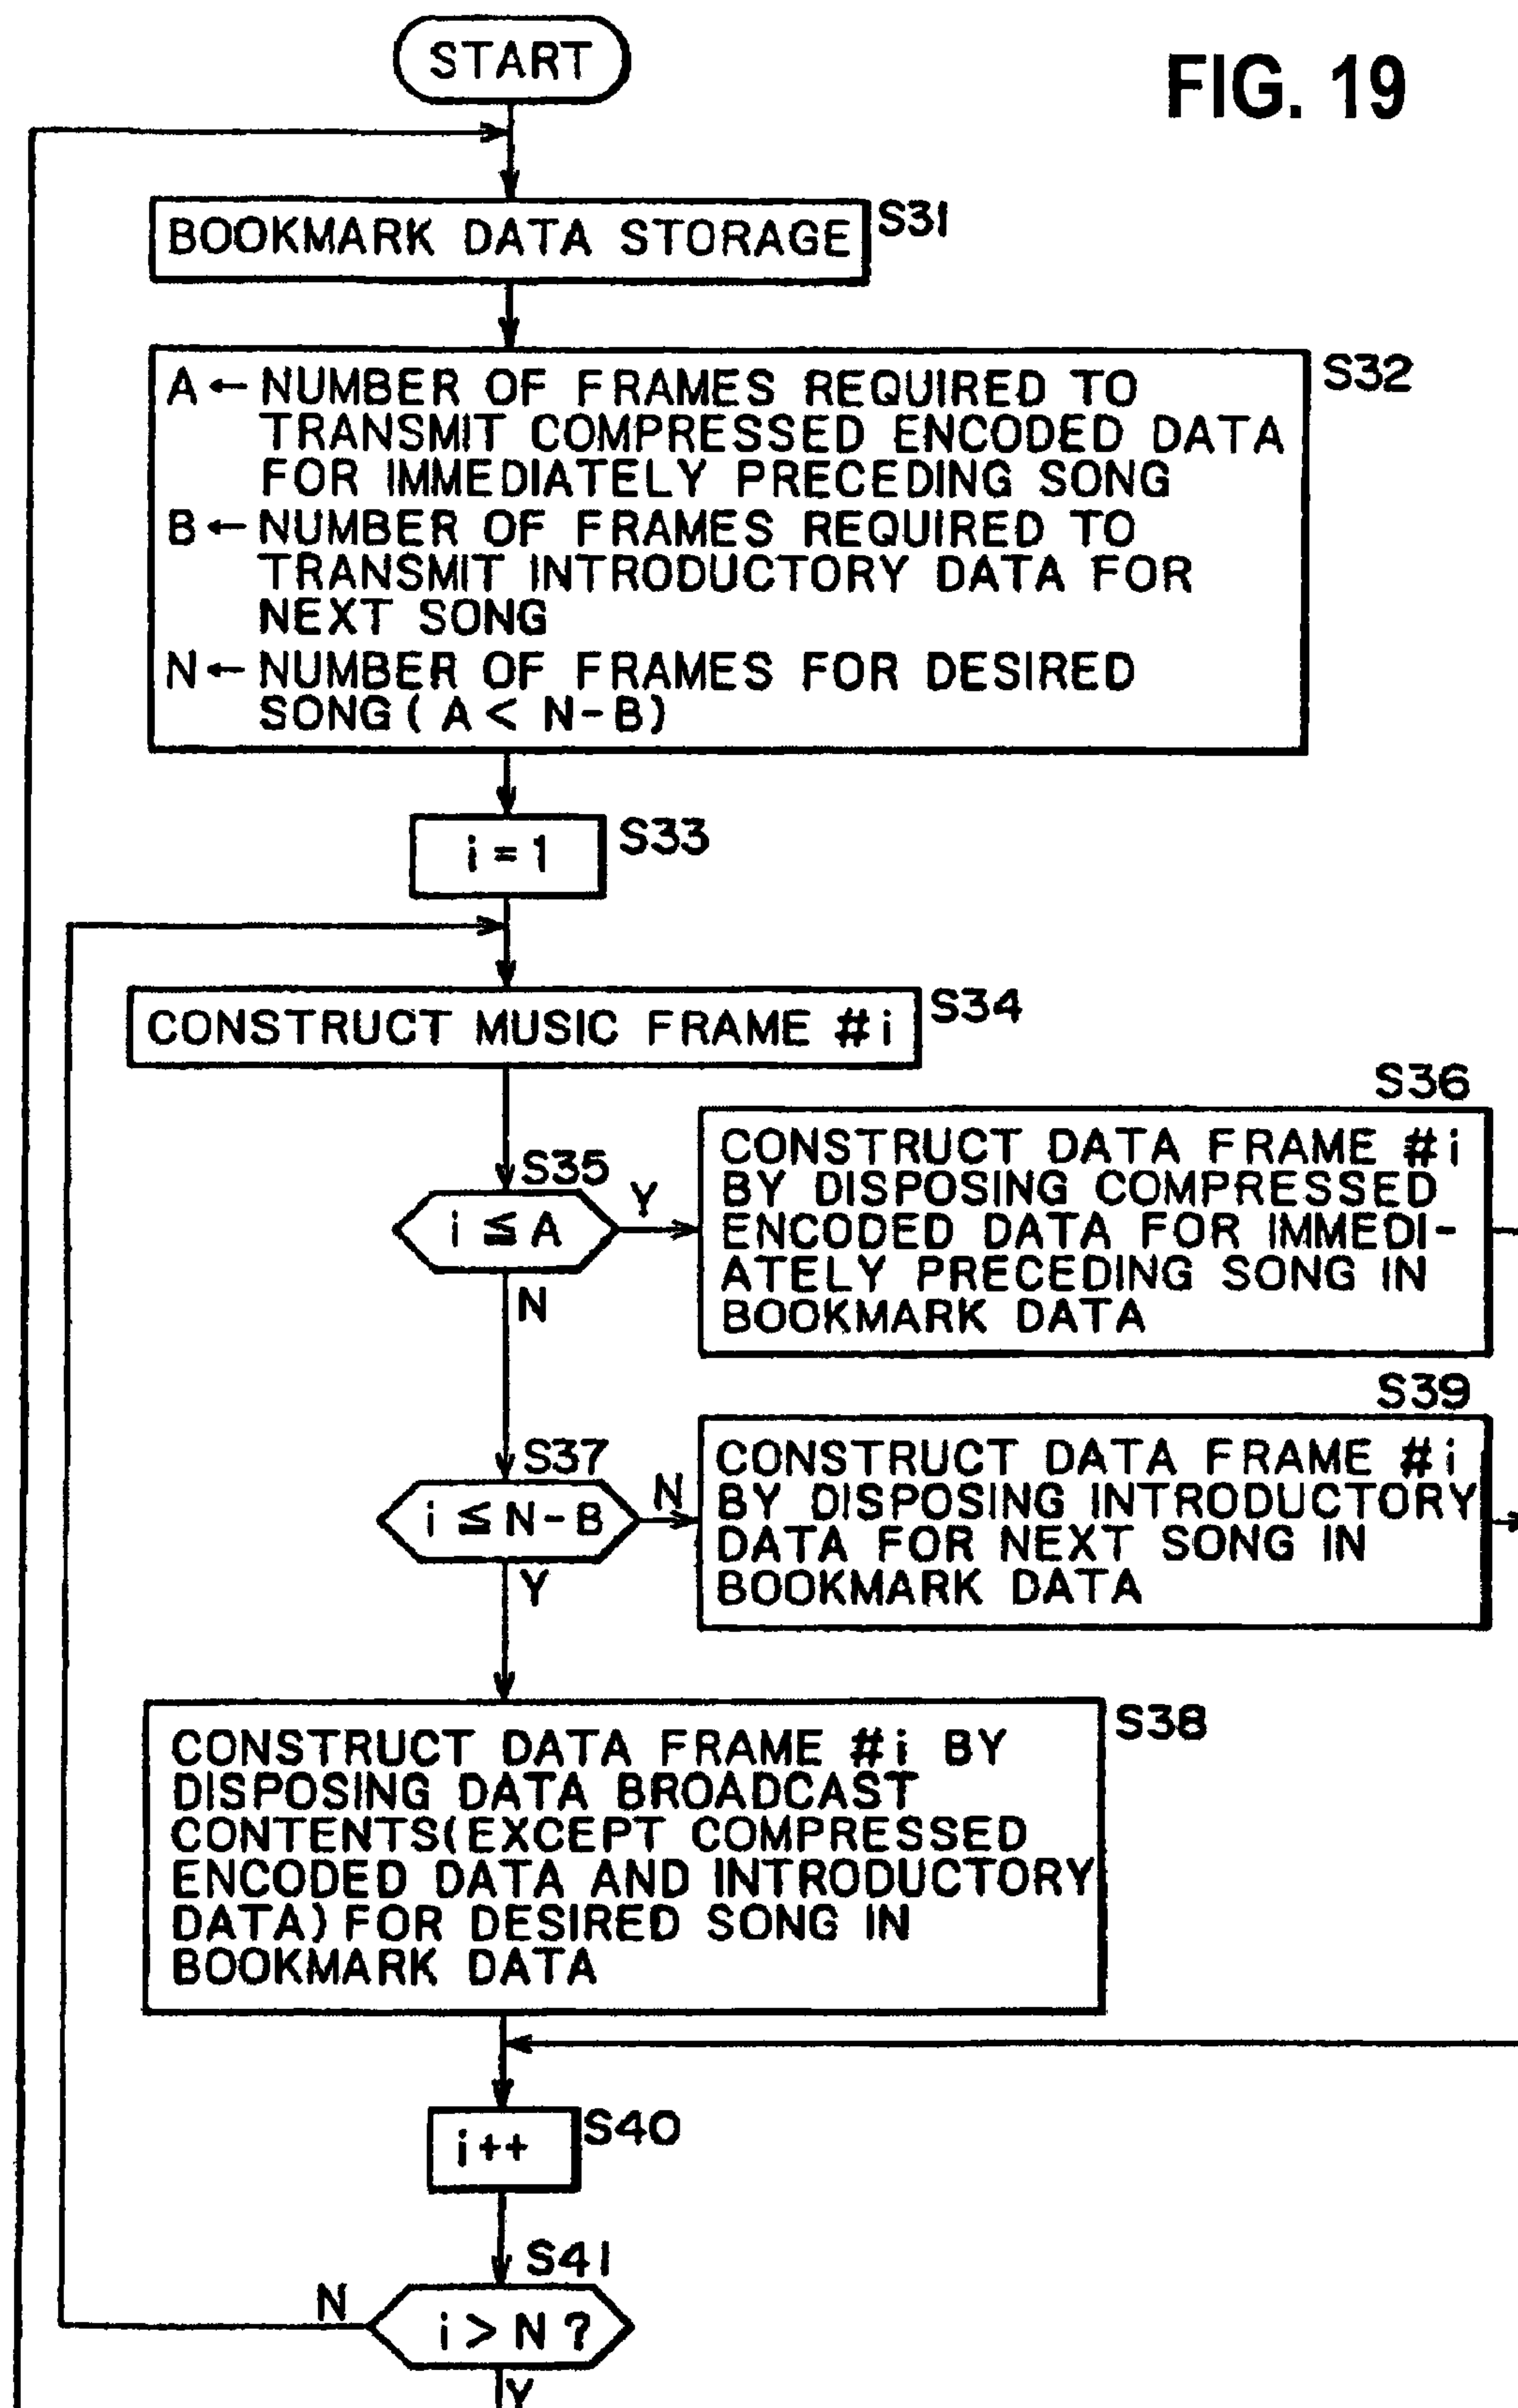 START
FIG. 19
BOOKMARK DATA STORAGE
S31
A ← NUMBER OF FRAMES REQUIRED TO
TRANSMIT COMPRESSED ENCODED DATA
FOR IMMEDIATELY PRECEDING SONG
B ← NUMBER OF FRAMES REQUIRED TO
TRANSMIT INTRODUCTORY DATA FOR
NEXT SONG
N ← NUMBER OF FRAMES FOR DESIRED
SONG ( A < N-B)
S32
i = 1
S33
CONSTRUCT MUSIC FRAME #i
S34
S35
i ≦ A
Y
N
S36
CONSTRUCT DATA FRAME #i
BY DISPOSING COMPRESSED
ENCODED DATA FOR IMMEDI-
ATELY PRECEDING SONG IN
BOOKMARK DATA
S37
i ≦ N-B
N
Y
S39
CONSTRUCT DATA FRAME #i
BY DISPOSING INTRODUCTORY
DATA FOR NEXT SONG IN
BOOKMARK DATA
S38
CONSTRUCT DATA FRAME #i BY
DISPOSING DATA BROADCAST
CONTENTS(EXCEPT COMPRESSED
ENCODED DATA AND INTRODUCTORY
DATA) FOR DESIRED SONG IN
BOOKMARK DATA
i++
S40
S41
N
i > N ?
Y